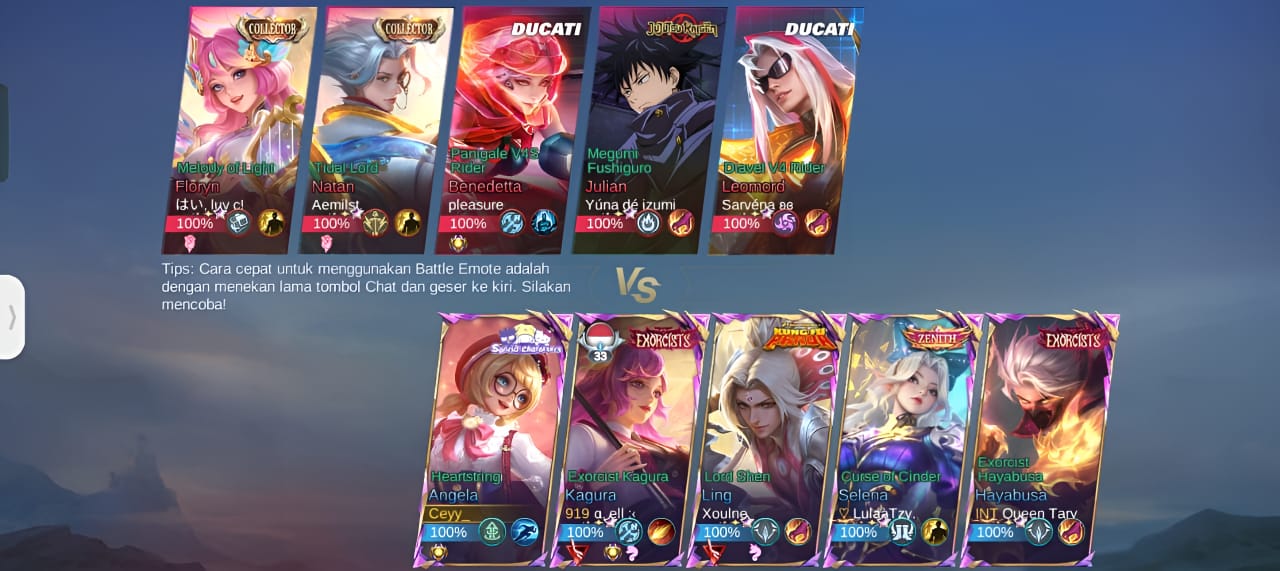 COLLECTOR
Melody of Light
Floryn
はい, luv c!
100%
COLLECTOR
Tidal Lord
Natan
Aemilst
100%
DUCATI
Panigale V4S
Rider
Benedetta
pleasure
100%
JUJUTSU KAISEN
Megumi
Fushiguro
Julian
Yúna dé izumi
100%
DUCATI
Diavel V4 Rider
Leomord
Sarvéna
100%
Tips: Cara cepat untuk menggunakan Battle Emote adalah
dengan menekan lama tombol Chat dan geser ke kiri. Silakan
mencoba!
VS
Sanrio characters
Heartstring
Angela
Ceyy_
100%
33
EXORCISTS
Exorcist Kagura
Kagura
919 α. ell :‹
100%
KUNG FU PANDA
Lord Shen
Ling
Xoulne
100%
ZENITH
Curse of Cinder
Selena
♡ LulaaTzy.
100%
EXORCISTS
Exorcist
Hayabusa
Hayabusa
!NT Queen Tary
100%